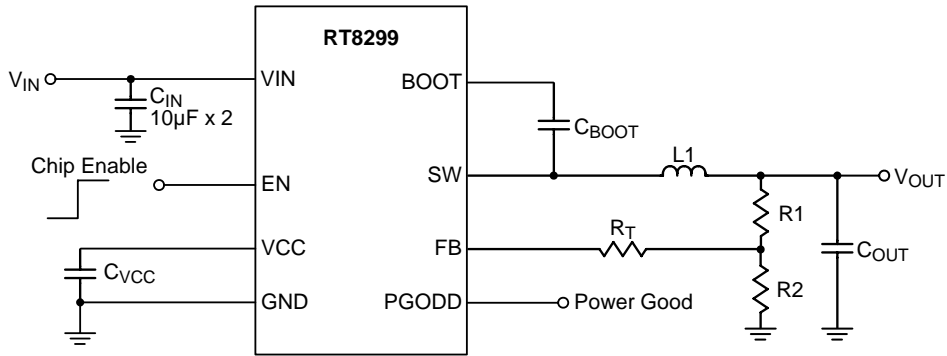 RT8299
VIN
VIN
CIN
10µF x 2
Chip Enable
EN
VCC
CVCC
GND
BOOT
CBOOT
SW
L1
VOUT
R1
FB
RT
COUT
R2
PGODD
Power Good